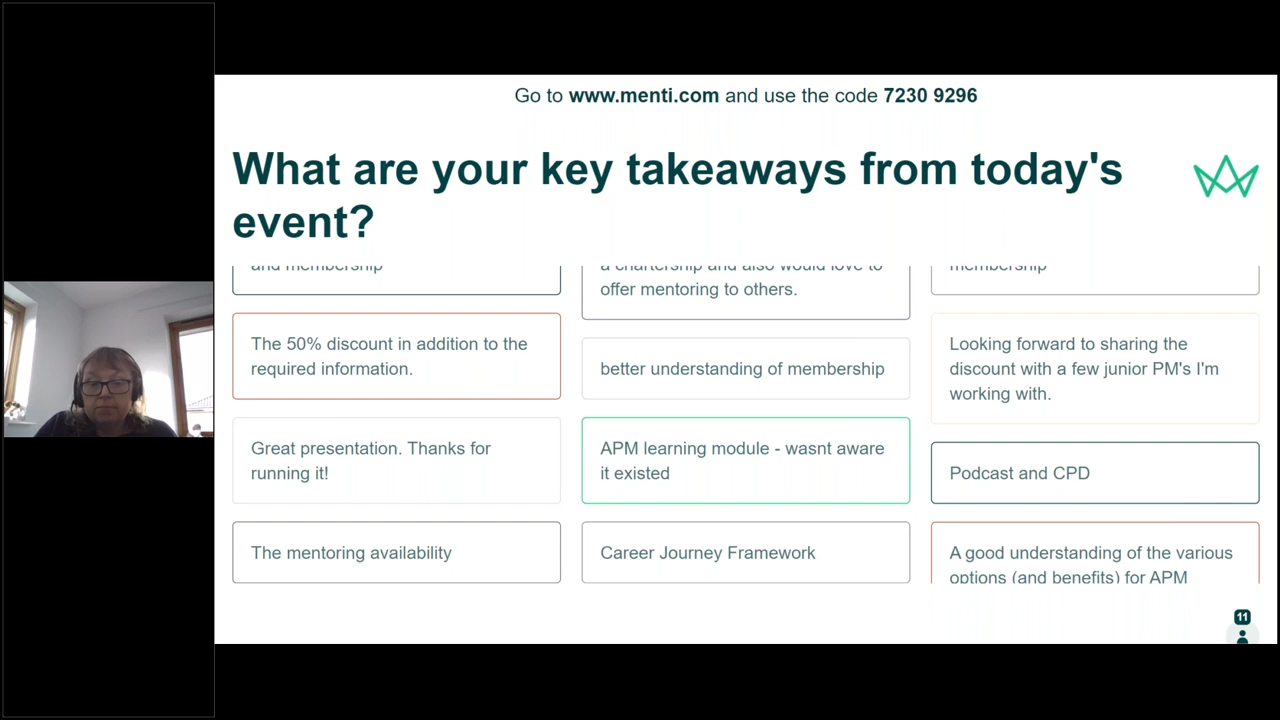 Go to www.menti.com and use the code 7230 9296
What are your key takeaways from today's
event?
and membership
The 50% discount in addition to the
required information.
Great presentation. Thanks for
running it!
The mentoring availability
a chartership and also would love to
offer mentoring to others.
better understanding of membership
APM learning module - wasnt aware
it existed
Career Journey Framework
membership
Looking forward to sharing the
discount with a few junior PM's I'm
working with.
Podcast and CPD
A good understanding of the various
options (and benefits) for APM
11